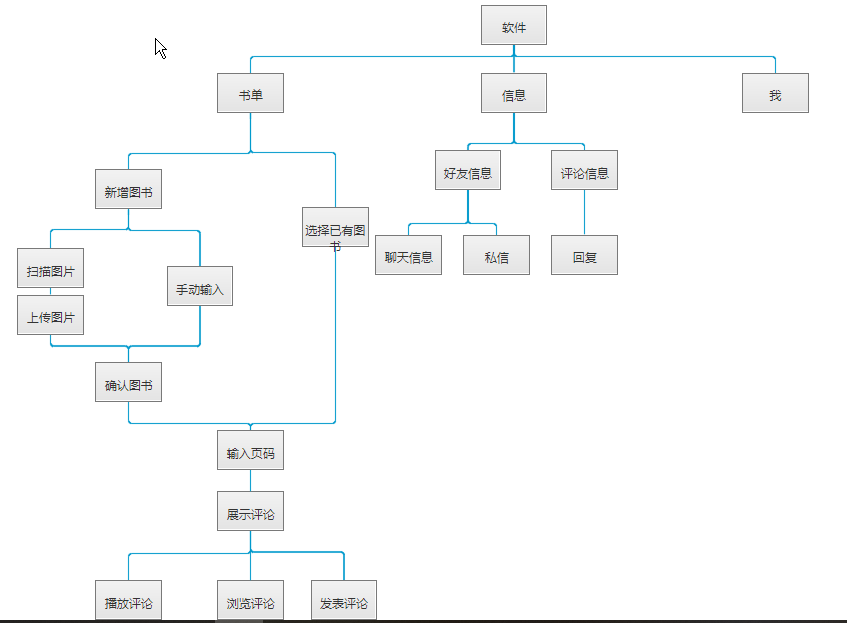 软件
书单
信息
我
好友信息
评论信息
新增图书
选择已有图
书
聊天信息
私信
回复
扫描图片
手动输入
上传图片
确认图书
输入页码
展示评论
播放评论
浏览评论
发表评论